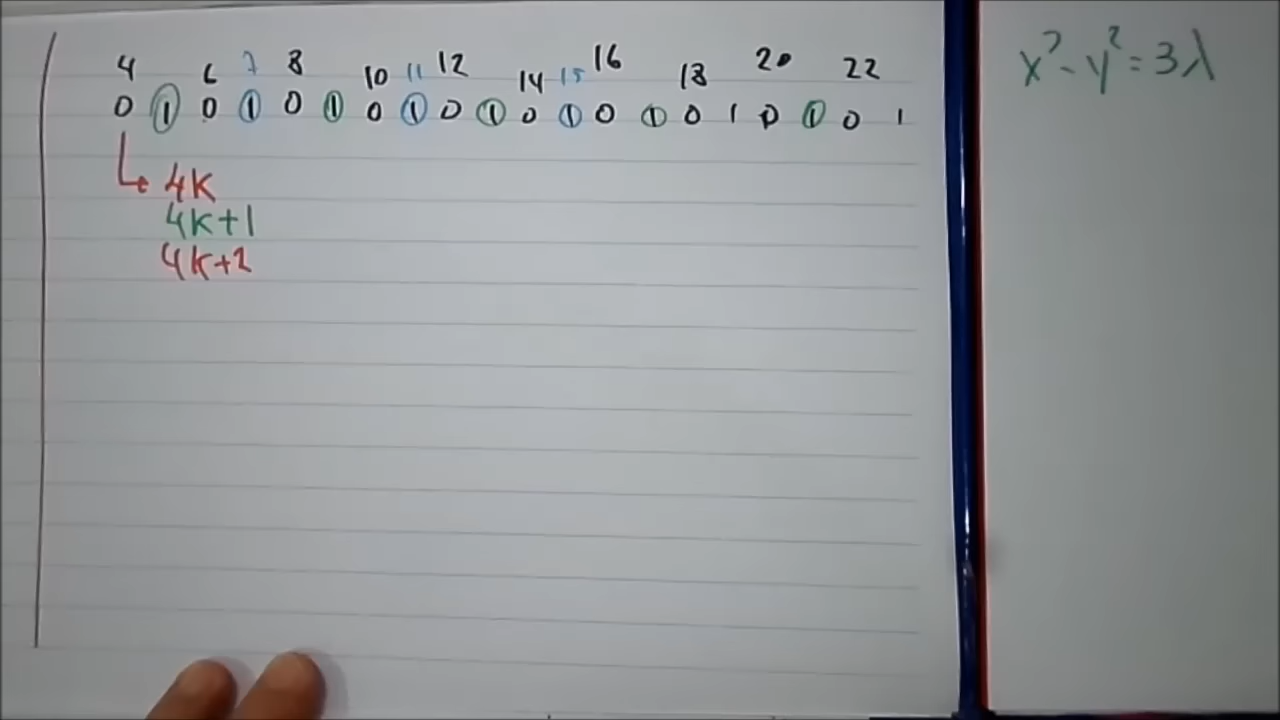 4 6 7 8 10 11 12 14 15 16 18 20 22
0 1 0 1 0 1 0 1 0 1 0 1 0 1 0 1 0 1 0 1
4k
4k+1
4k+2
x² - y² = 3λ